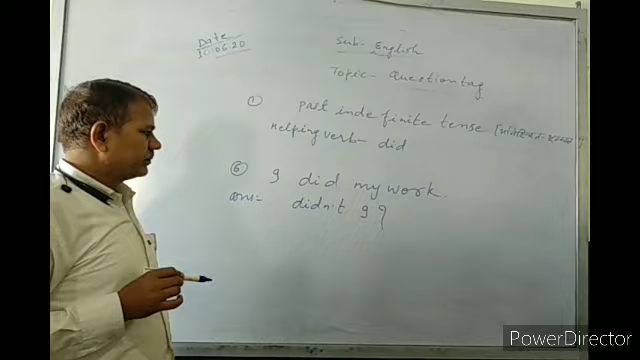 Date
30.06.20
Sub- English
Topic- Question tag
① Past indefinite tense [
Helping verb- did
⑥ I did my work.
ans= didn't I?
PowerDirector